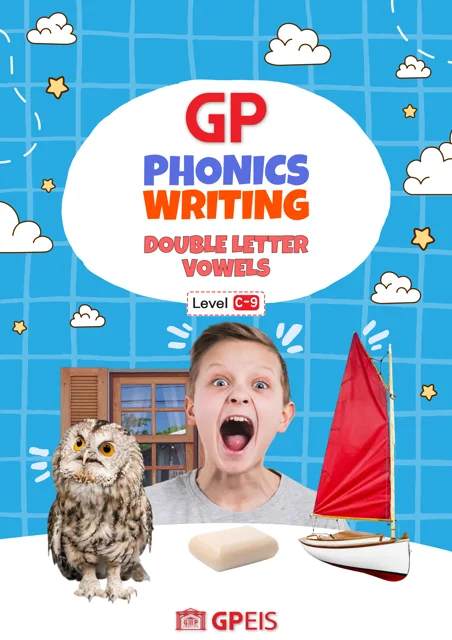 GP
PHONICS
WRITING
DOUBLE LETTER
VOWELS
Level C-9
GPEIS